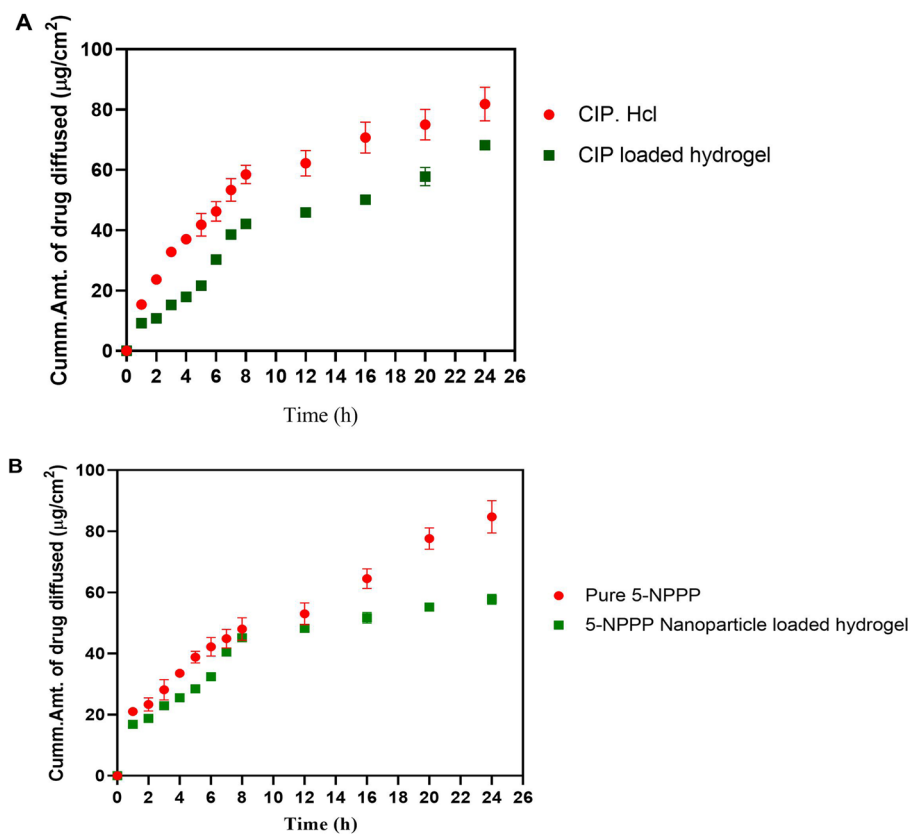 A
Cumm.Amt. of drug diffused (µg/cm²)
100
80
60
40
20
0
0 2 4 6 8 10 12 14 16 18 20 22 24 26
Time (h)
CIP. Hcl
CIP loaded hydrogel
B
Cumm.Amt. of drug diffused (µg/cm²)
100
80
60
40
20
0
0 2 4 6 8 10 12 14 16 18 20 22 24 26
Time (h)
Pure 5-NPPP
5-NPPP Nanoparticle loaded hydrogel